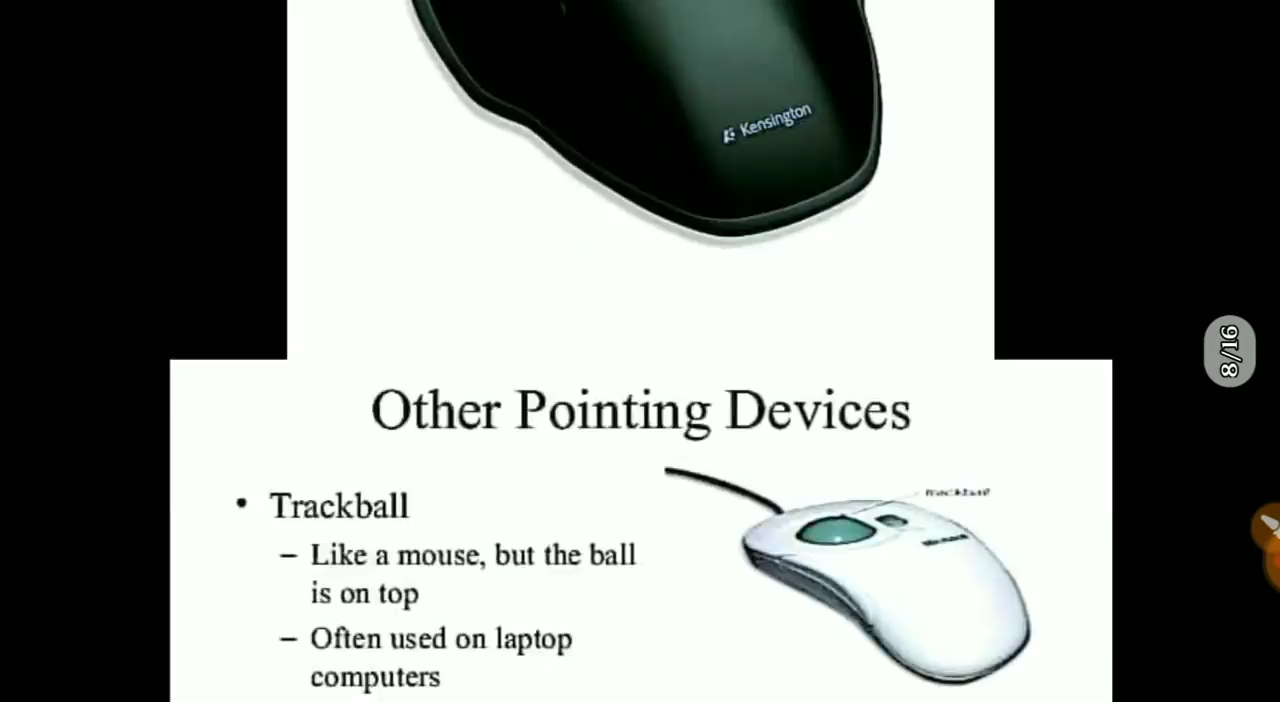 Kensington
8/16
Other Pointing Devices
• Trackball
– Like a mouse, but the ball
is on top
– Often used on laptop
computers